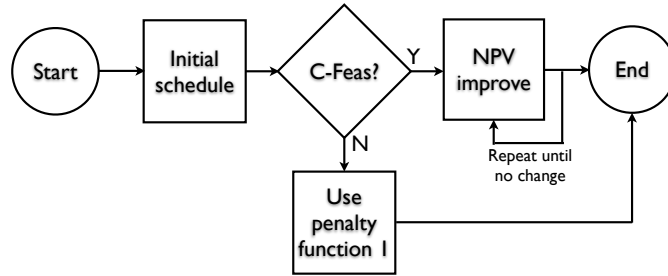 Start
Initial
schedule
C-Feas?
Y
NPV
improve
End
N
Repeat until
no change
Use
penalty
function 1